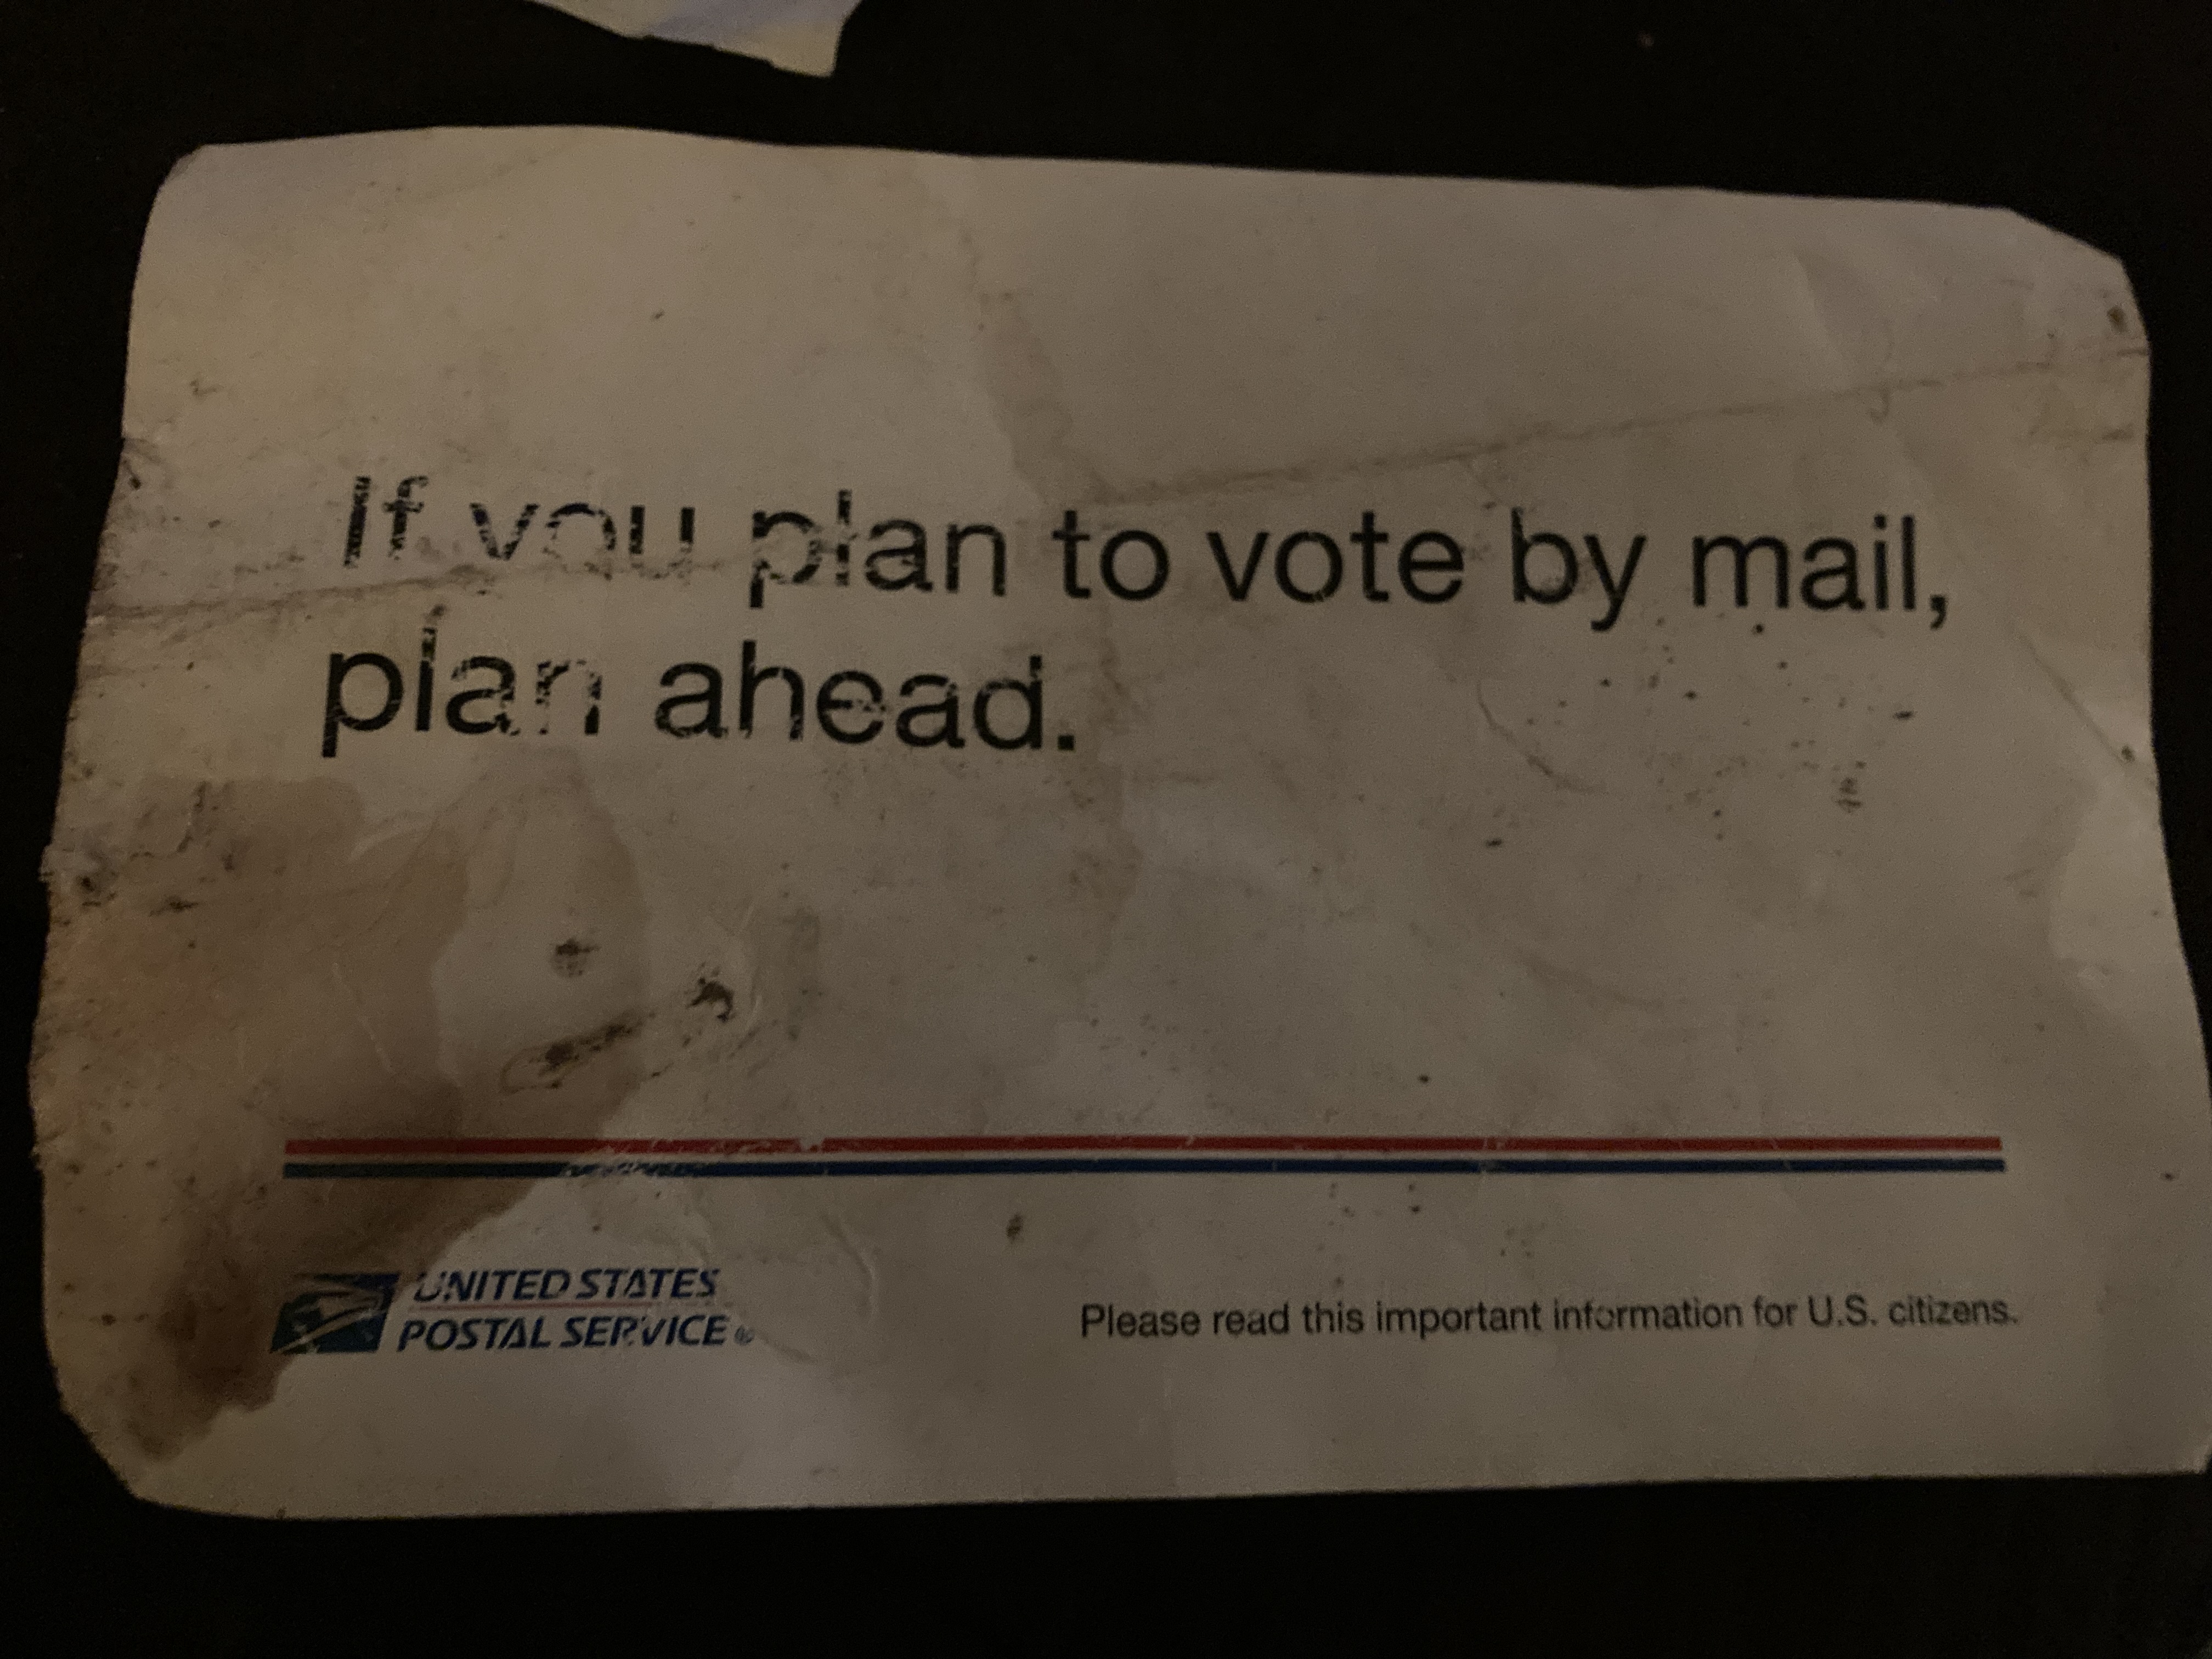 If you plan to vote by mail,
plan ahead.
UNITED STATES
POSTAL SERVICE®
Please read this important information for U.S. citizens.